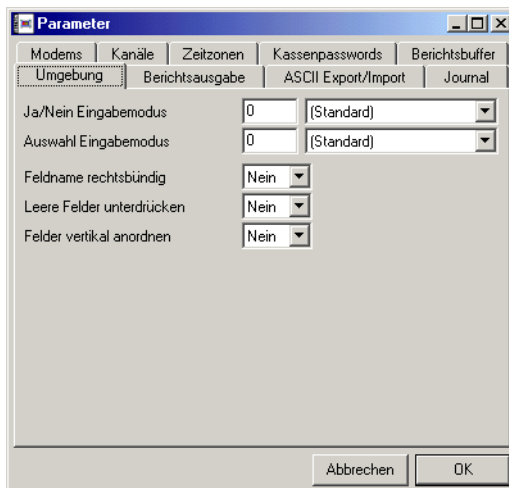 Parameter
Modems Kanäle Zeitzonen Kassenpasswords Berichtsbuffer
Umgebung Berichtsausgabe ASCII Export/Import Journal
Ja/Nein Eingabemodus 0 (Standard)
Auswahl Eingabemodus 0 (Standard)
Feldname rechtsbündig Nein
Leere Felder unterdrücken Nein
Felder vertikal anordnen Nein
Abbrechen OK